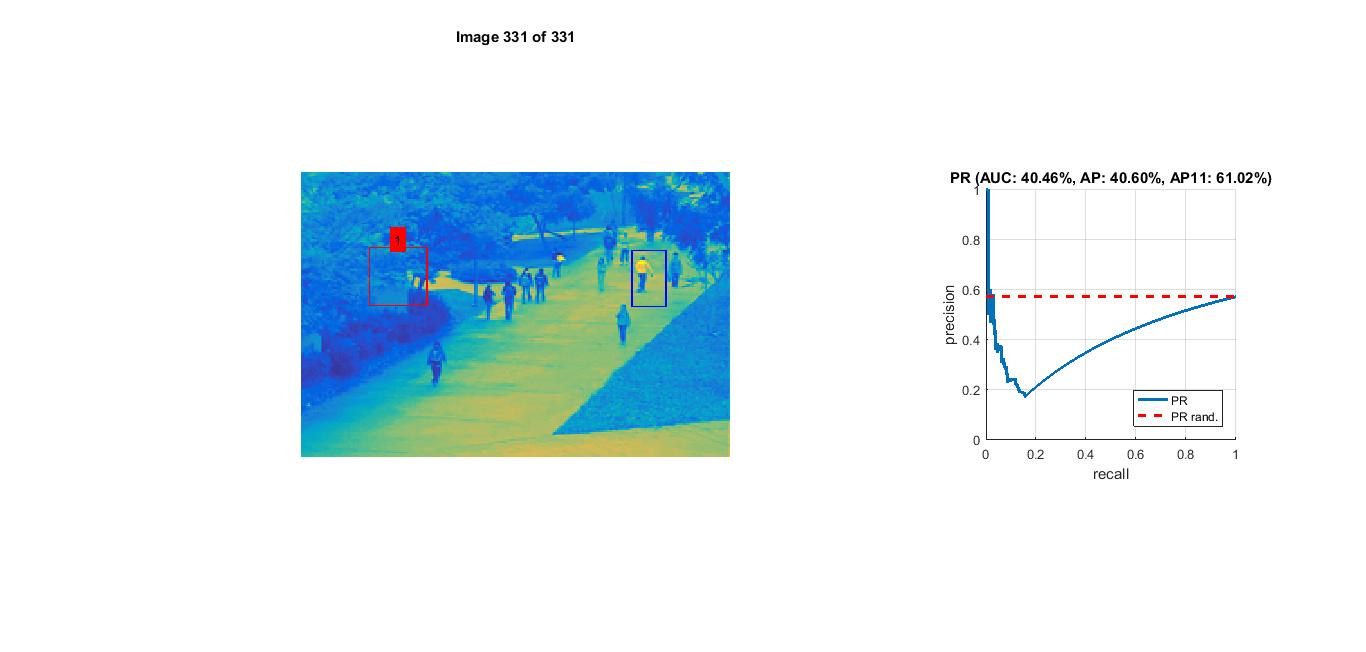 Image 331 of 331
1
PR (AUC: 40.46%, AP: 40.60%, AP11: 61.02%)
1
0.8
0.6
0.4
0.2
0
precision
PR
PR rand.
0 0.2 0.4 0.6 0.8 1
recall